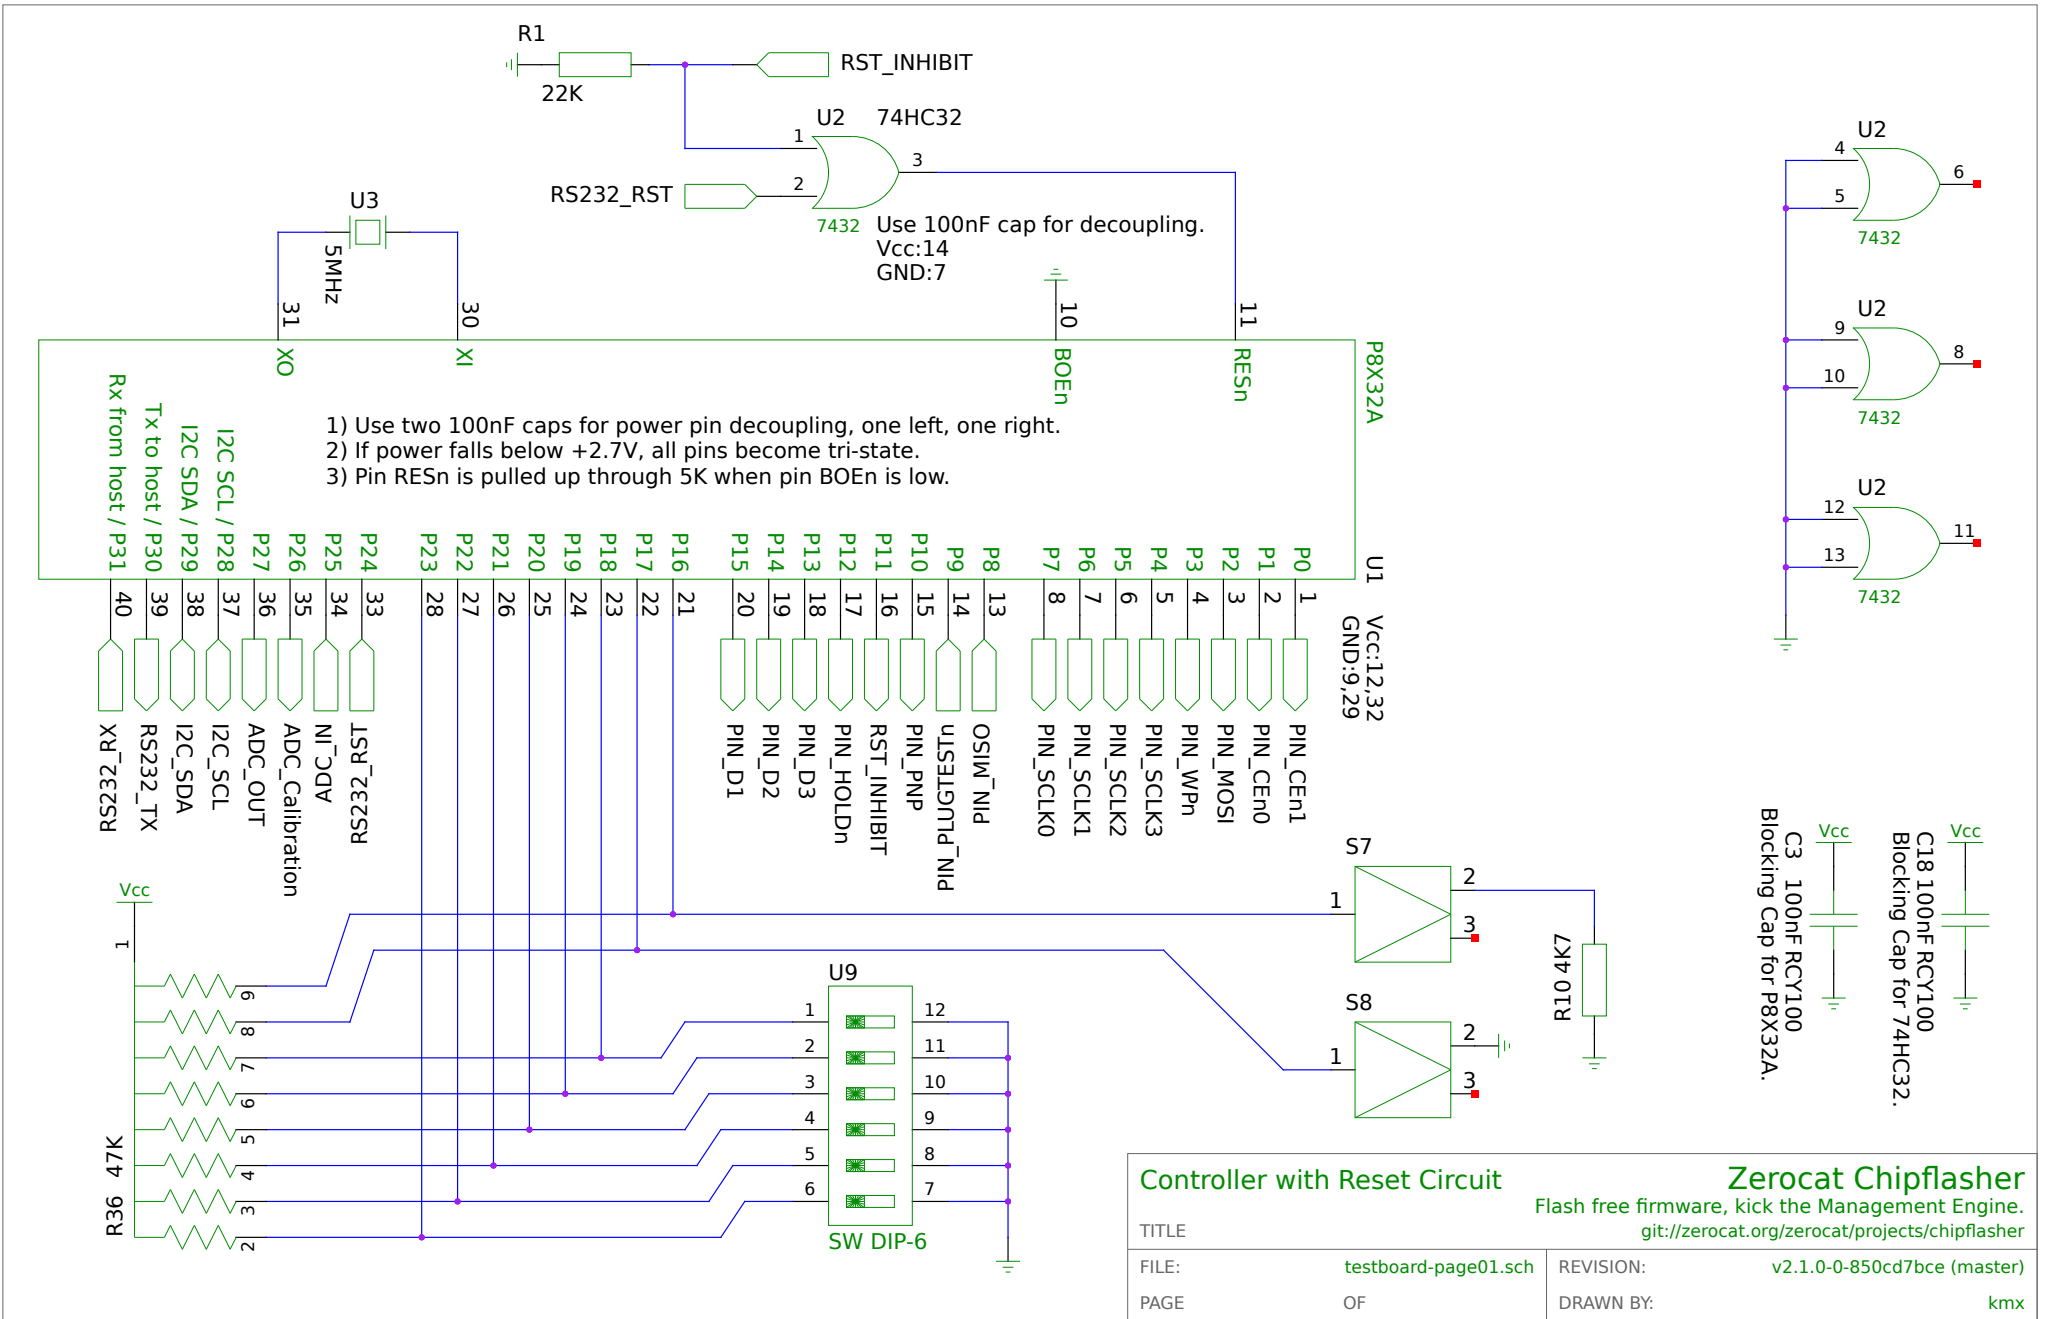 R1
22K
RST_INHIBIT
U2 74HC32
1
2
3
RS232_RST
7432
Use 100nF cap for decoupling.
Vcc:14
GND:7
U3
5MHz
31
30
10
11
XO
XI
BOEn
RESn
P8X32A
1) Use two 100nF caps for power pin decoupling, one left, one right.
2) If power falls below +2.7V, all pins become tri-state.
3) Pin RESn is pulled up through 5K when pin BOEn is low.
Rx from host / P31
Tx to host / P30
I2C SDA / P29
I2C SCL / P28
P27
P26
P25
P24
P23
P22
P21
P20
P19
P18
P17
P16
P15
P14
P13
P12
P11
P10
P9
P8
P7
P6
P5
P4
P3
P2
P1
P0
U1
Vcc:12,32
GND:9,29
40
39
38
37
36
35
34
33
28
27
26
25
24
23
22
21
20
19
18
17
16
15
14
13
8
7
6
5
4
3
2
1
RS232_RX
RS232_TX
I2C_SDA
I2C_SCL
ADC_OUT
ADC_Calibration
ADC_IN
RS232_RST
PIN_D1
PIN_D2
PIN_D3
PIN_HOLDn
RST_INHIBIT
PIN_PNP
PIN_PLUGTESTn
PIN_MISO
PIN_SCLK0
PIN_SCLK1
PIN_SCLK2
PIN_SCLK3
PIN_WPn
PIN_MOSI
PIN_CEn0
PIN_CEn1
U2
4
5
6
7432
U2
9
10
8
7432
U2
12
13
11
7432
Vcc
1
9
8
7
6
5
4
3
2
R36 47K
U9
1
2
3
4
5
6
12
11
10
9
8
7
SW DIP-6
S7
1
2
3
R10 4K7
S8
1
2
3
Vcc
C3 100nF RCY100
Blocking Cap for P8X32A.
Vcc
C18 100nF RCY100
Blocking Cap for 74HC32.
Controller with Reset Circuit
Zerocat Chipflasher
Flash free firmware, kick the Management Engine.
TITLE
git://zerocat.org/zerocat/projects/chipflasher
FILE: testboard-page01.sch
REVISION: v2.1.0-0-850cd7bce (master)
PAGE OF
DRAWN BY: kmx